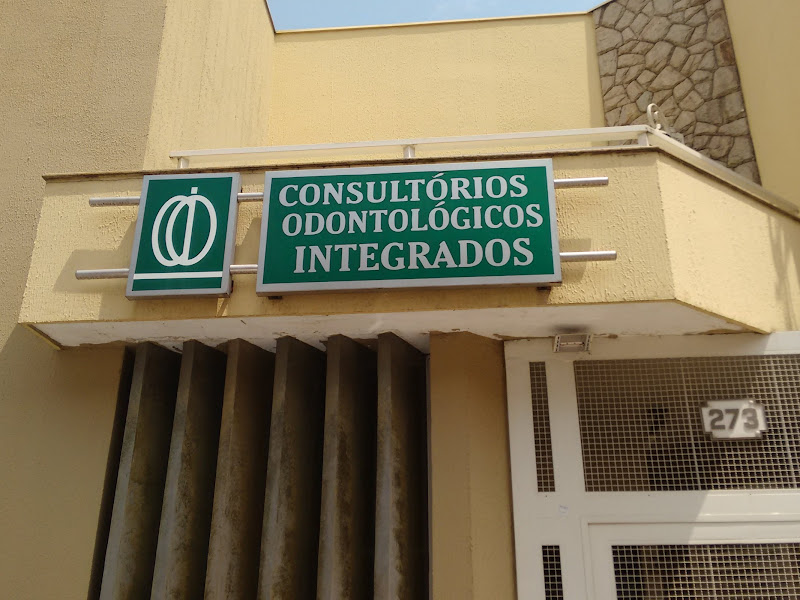 CONSULTÓRIOS
ODONTOLÓGICOS
INTEGRADOS
273